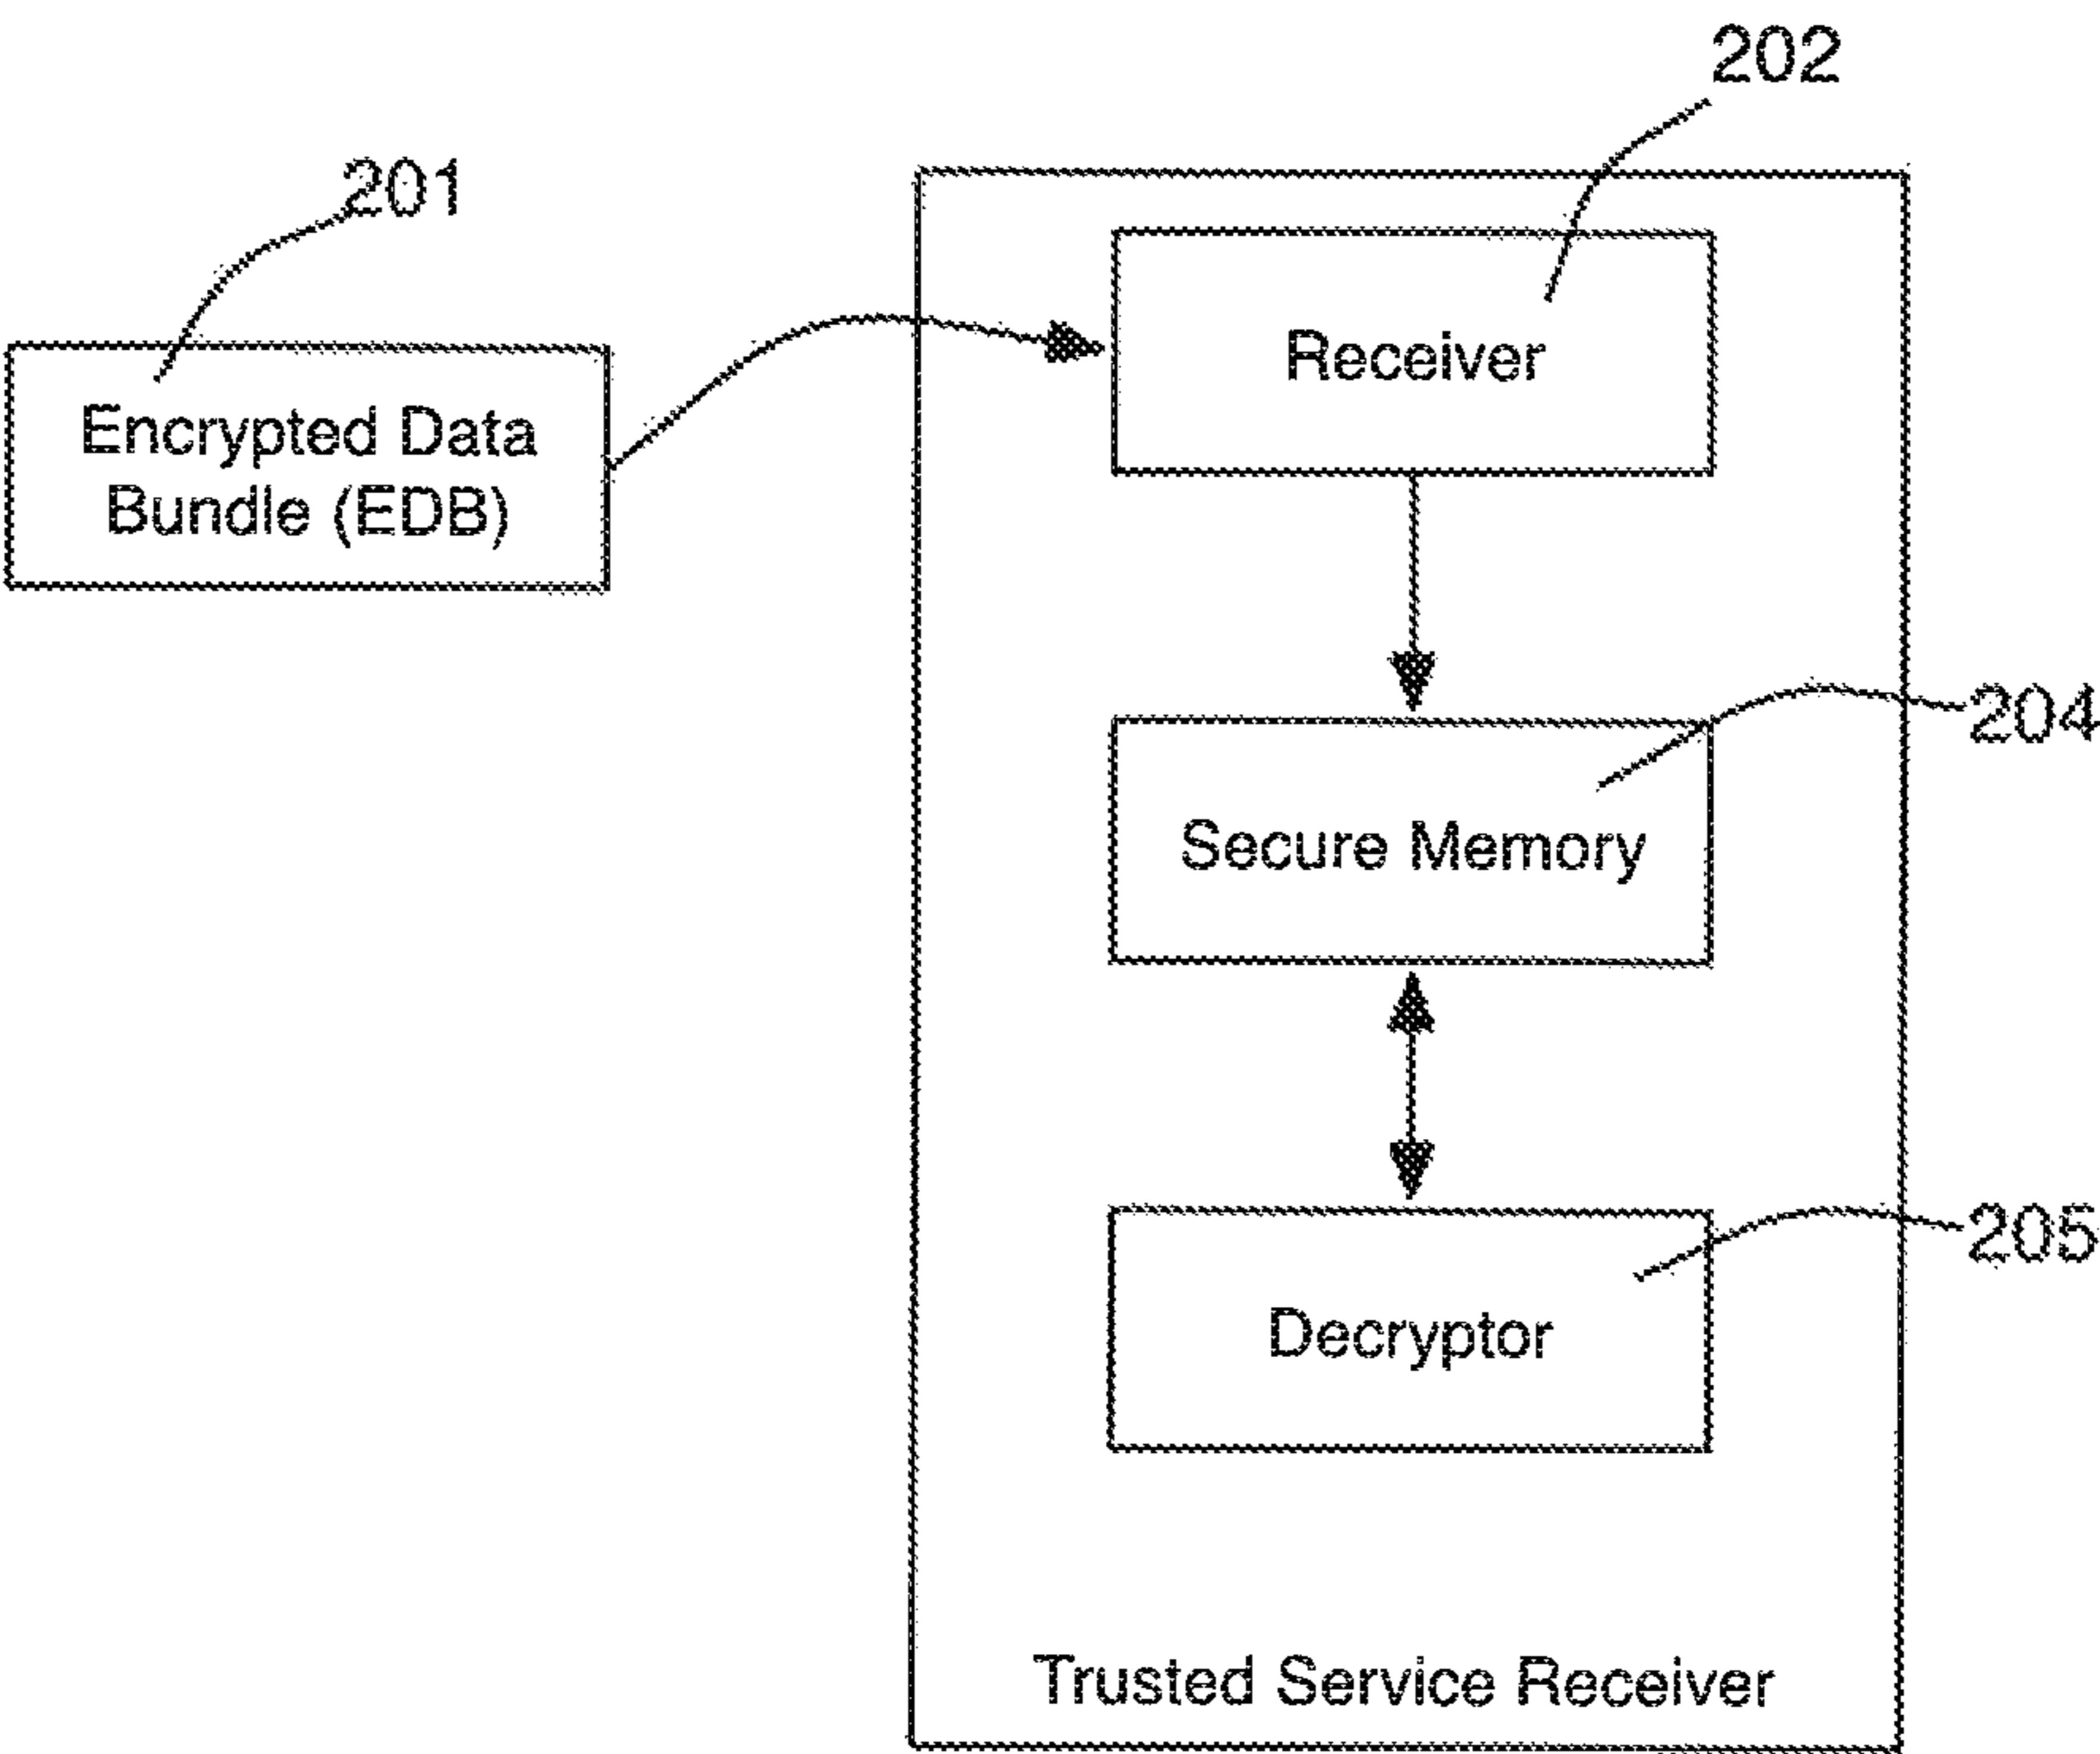 202
201
Receiver
Encrypted Data
Bundle (EDB)
204
Secure Memory
205
Decryptor
Trusted Service Receiver